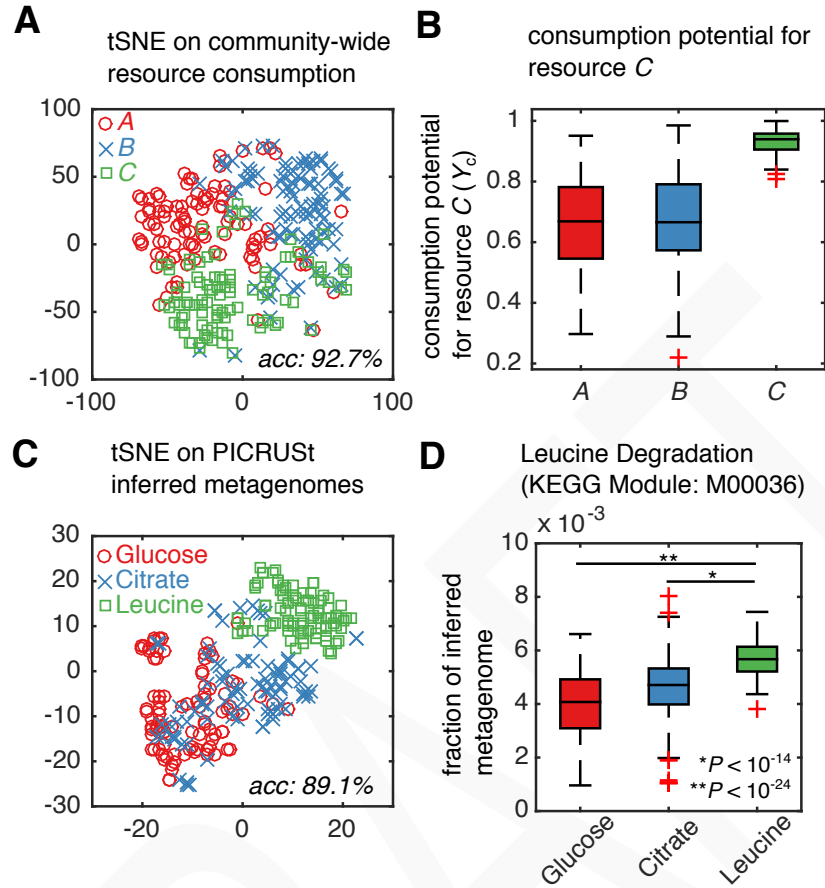 A
tSNE on community-wide
resource consumption
100
50
0
-50
-100
-100
0
100
A
B
C
acc: 92.7%
B
consumption potential for
resource C
consumption potential
for resource C (Yc)
1
0.8
0.6
0.4
0.2
A
B
C
C
tSNE on PICRUSt
inferred metagenomes
30
20
10
0
-10
-20
-30
-20
0
20
Glucose
Citrate
Leucine
acc: 89.1%
D
Leucine Degradation
(KEGG Module: M00036)
x 10-3
fraction of inferred
metagenome
10
8
6
4
2
0
**
*
*P < 10-14
**P < 10-24
Glucose
Citrate
Leucine